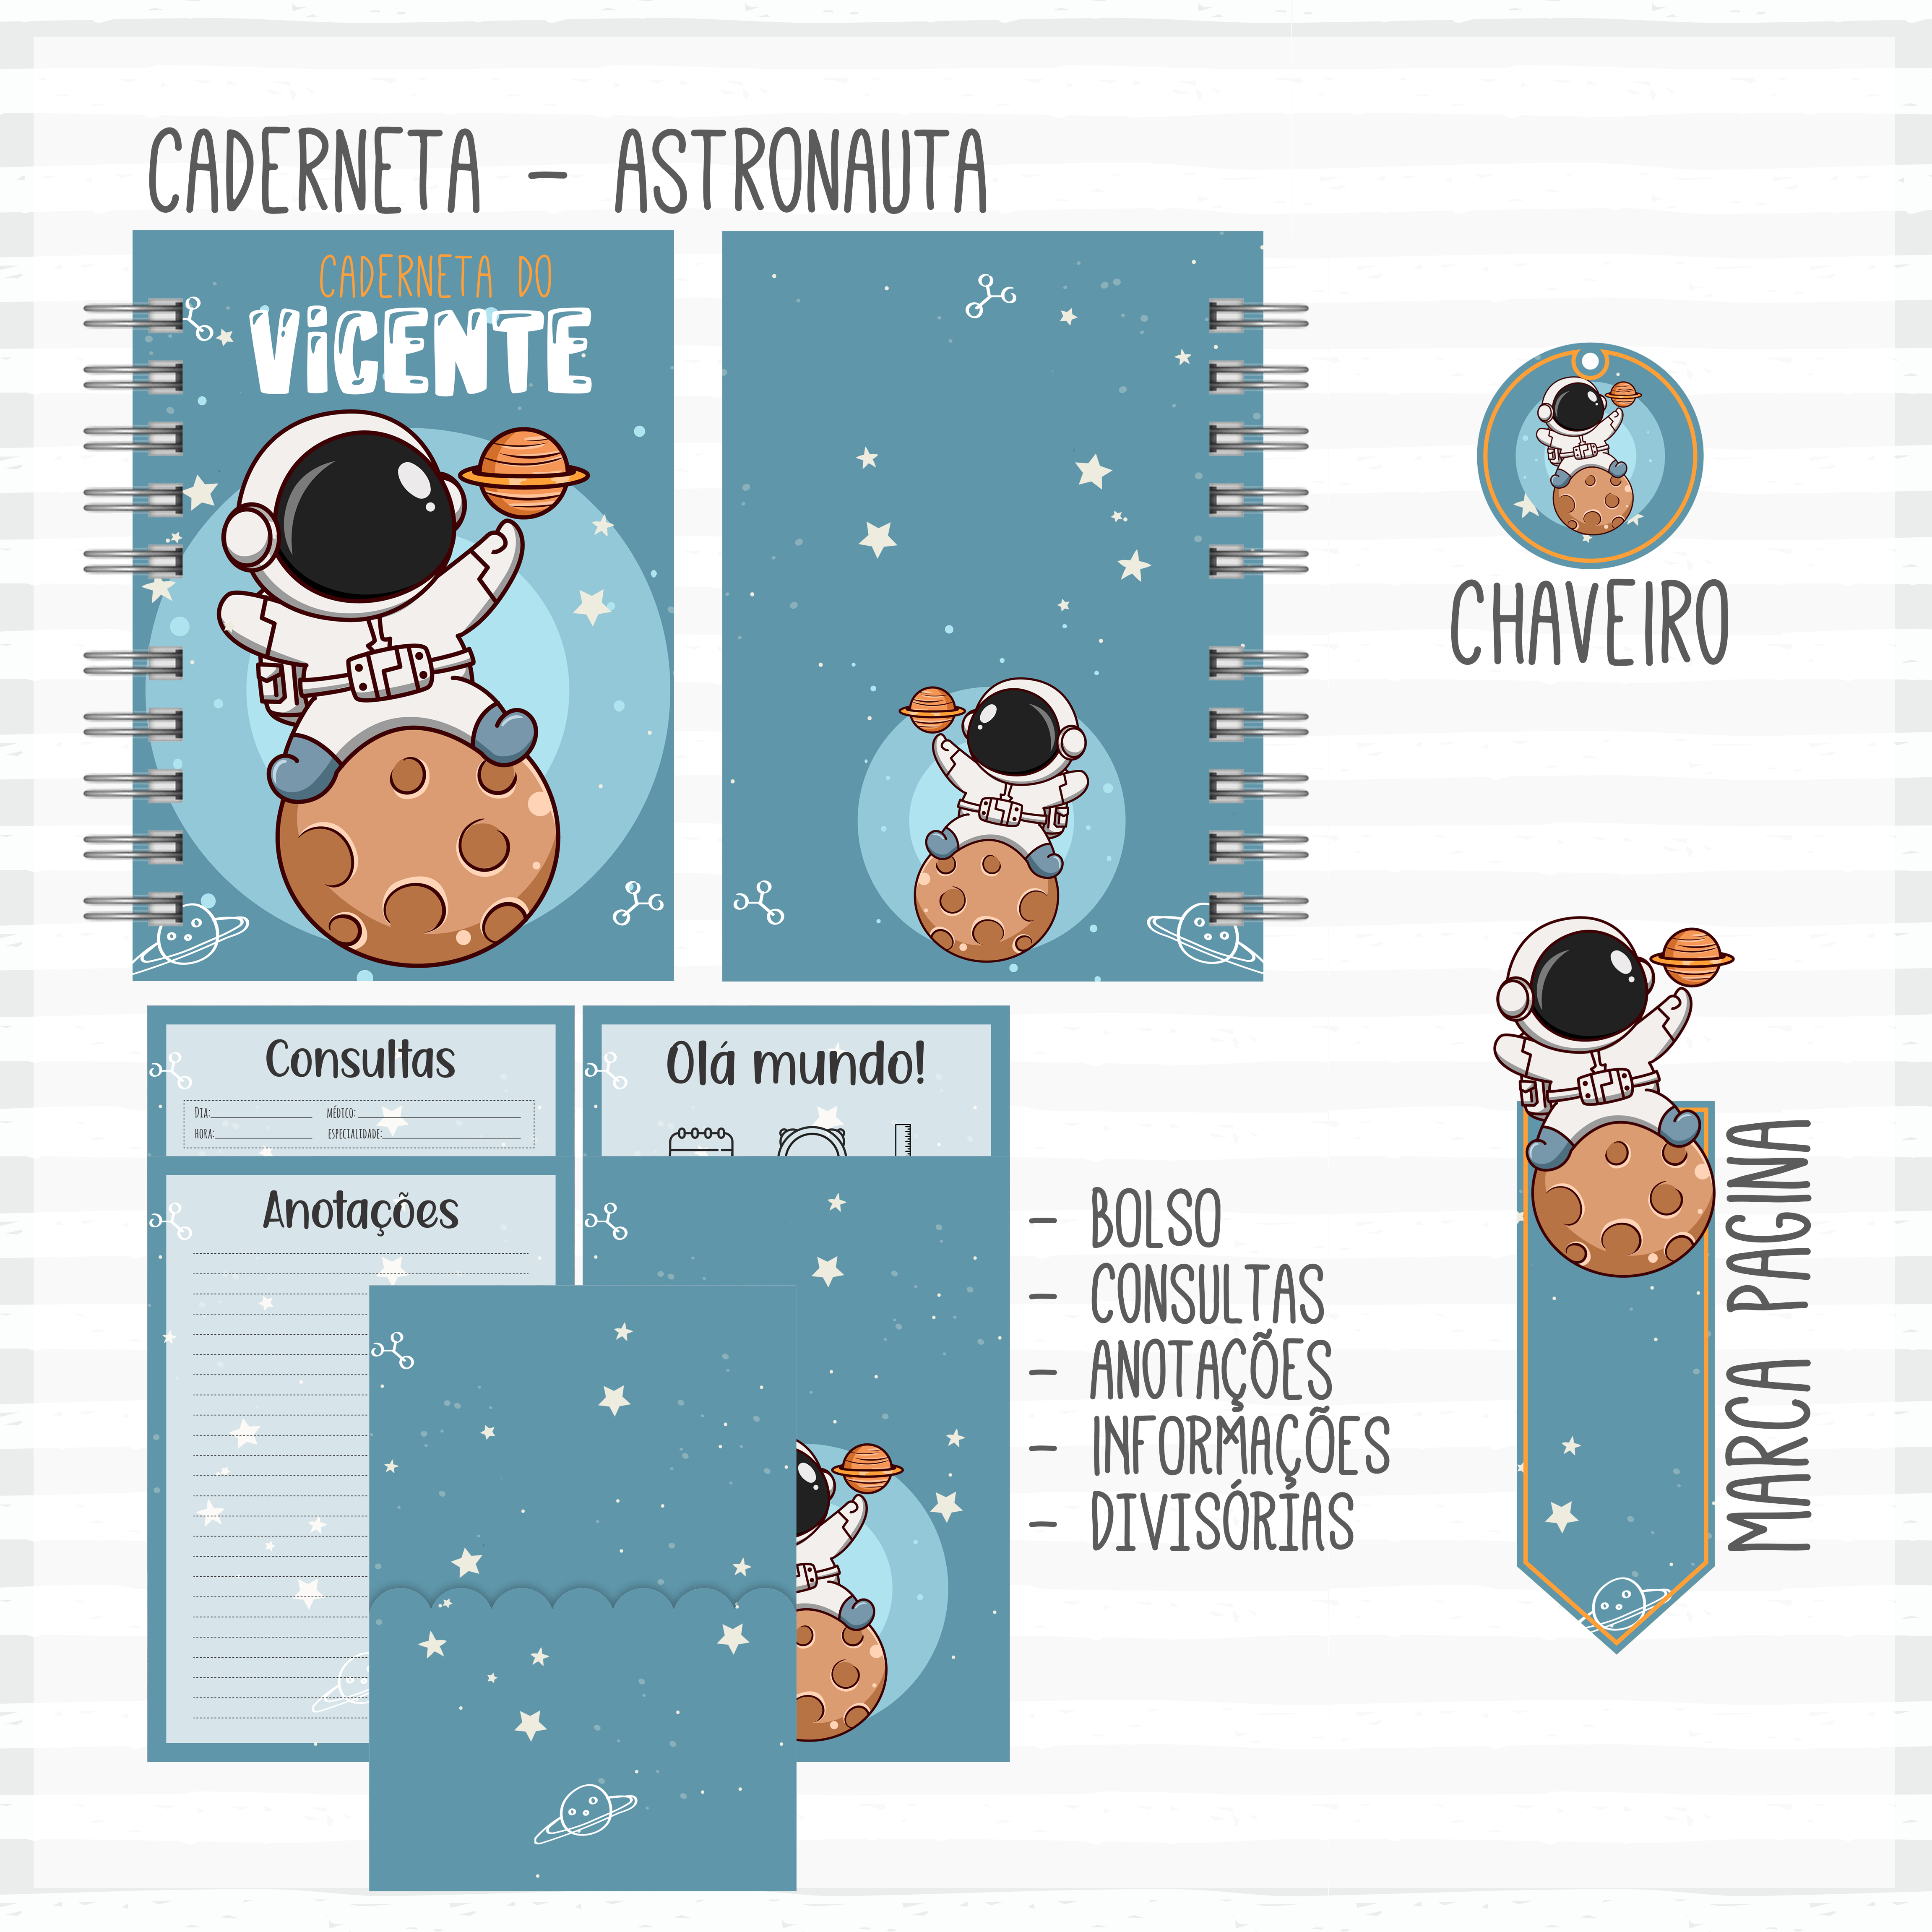 CADERNETA - ASTRONAUTA
CADERNETA DO
ViCENTE
CHAVEIRO
Consultas
DIA: MÉDICO:
HORA: ESPECIALIDADE:
Olá mundo!
Anotações
- BOLSO
- CONSULTAS
- ANOTAÇÕES
- INFORMAÇÕES
- DIVISÓRIAS
MARCA PAGINA